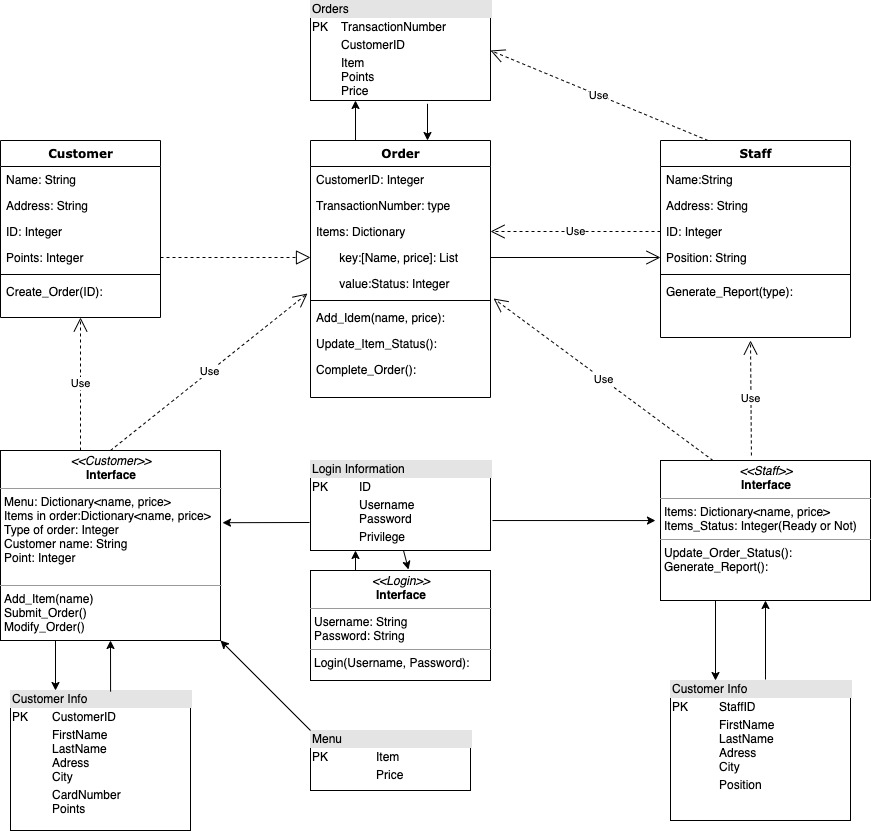 Orders
PK TransactionNumber
CustomerID
Item
Points
Price
Use
Customer
Name: String
Address: String
ID: Integer
Points: Integer
Create_Order(ID):
Order
CustomerID: Integer
TransactionNumber: type
Items: Dictionary
key:[Name, price]: List
value:Status: Integer
Add_Idem(name, price):
Update_Item_Status():
Complete_Order():
Use
Staff
Name:String
Address: String
ID: Integer
Position: String
Generate_Report(type):
Use
Use
Use
Use
<<Customer>>
Interface
Menu: Dictionary<name, price>
Items in order:Dictionary<name, price>
Type of order: Integer
Customer name: String
Point: Integer
Add_Item(name)
Submit_Order()
Modify_Order()
Login Information
PK ID
Username
Password
Privilege
<<Login>>
Interface
Username: String
Password: String
Login(Username, Password):
<<Staff>>
Interface
Items: Dictionary<name, price>
Items_Status: Integer(Ready or Not)
Update_Order_Status():
Generate_Report():
Customer Info
PK CustomerID
FirstName
LastName
Adress
City
CardNumber
Points
Menu
PK Item
Price
Customer Info
PK StaffID
FirstName
LastName
Adress
City
Position